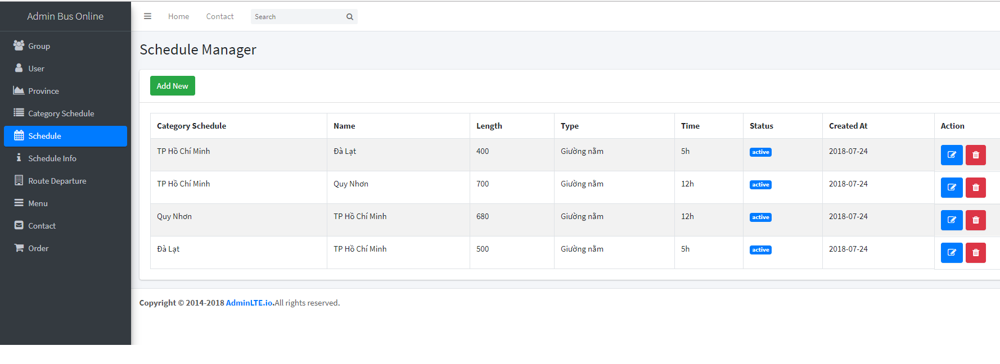 Admin Bus Online
Home Contact Search
Group
User
Province
Category Schedule
Schedule
Schedule Info
Route Departure
Menu
Contact
Order
Schedule Manager
Add New
Category Schedule Name Length Type Time Status Created At Action
TP Hồ Chí Minh Đà Lạt 400 Giường nằm 5h active 2018-07-24
TP Hồ Chí Minh Quy Nhơn 700 Giường nằm 12h active 2018-07-24
Quy Nhơn TP Hồ Chí Minh 680 Giường nằm 12h active 2018-07-24
Đà Lạt TP Hồ Chí Minh 500 Giường nằm 5h active 2018-07-24
Copyright © 2014-2018 AdminLTE.io.All rights reserved.